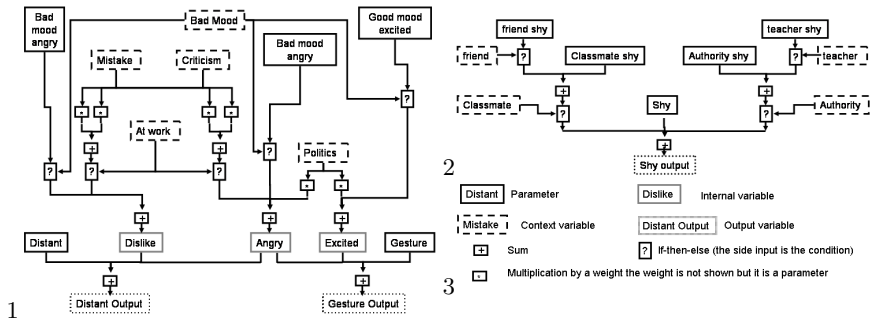 Bad
mood
angry
Bad Mood
Good mood
excited
Mistake
Criticism
Bad mood
angry
*
*
*
*
?
At work
+
+
?
Politics
?
?
?
*
*
+
+
+
Distant
Dislike
Angry
Excited
Gesture
+
+
Distant Output
Gesture Output
1
friend shy
teacher shy
friend
?
Classmate shy
Authority shy
?
teacher
+
+
Classmate
?
Shy
?
Authority
+
Shy output
2
Distant Parameter
Dislike Internal variable
Mistake Context variable
Distant Output Output variable
+ Sum
? If-then-else (the side input is the condition)
* Multiplication by a weight the weight is not shown but it is a parameter
3